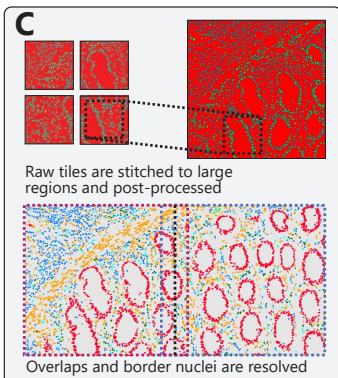 C
Raw tiles are stitched to large
regions and post-processed
Overlaps and border nuclei are resolved